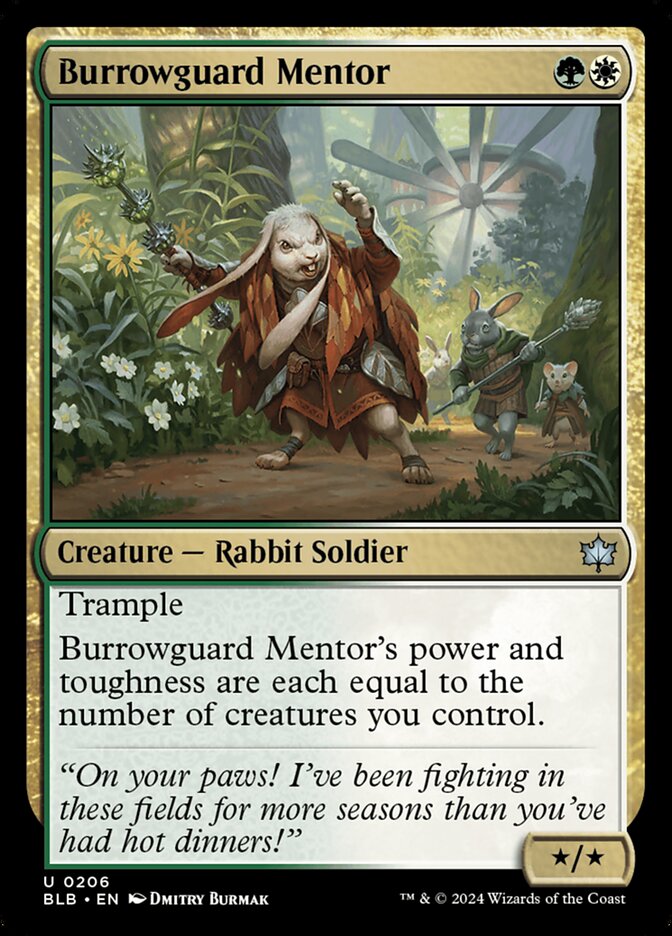 Burrowguard Mentor
Creature — Rabbit Soldier
Trample
Burrowguard Mentor's power and
toughness are each equal to the
number of creatures you control.
“On your paws! I've been fighting in
these fields for more seasons than you've
had hot dinners!”
★/★
U 0206
BLB • EN Dmitry Burmak
™ & © 2024 Wizards of the Coast